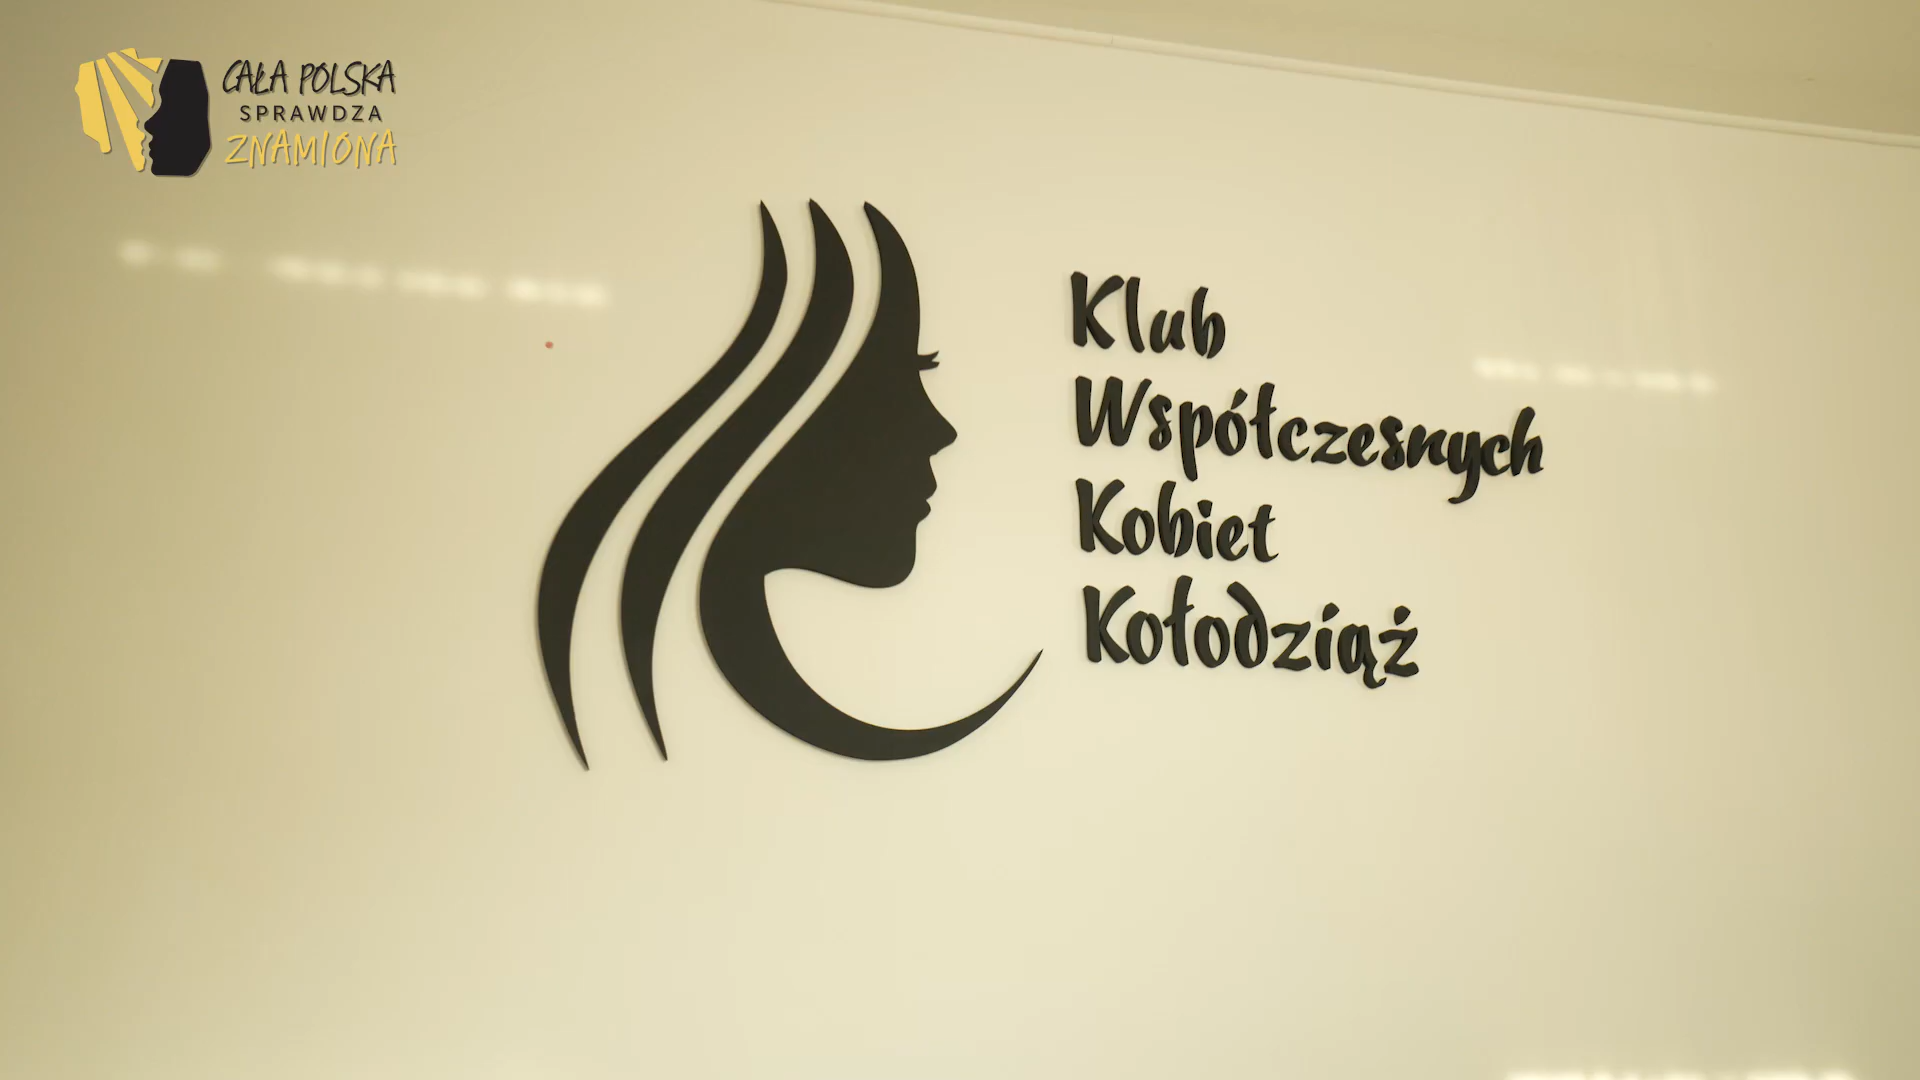 CAŁA POLSKA
SPRAWDZA
ZNAMIONA
Klub
Współczesnych
Kobiet
Kołodziąż